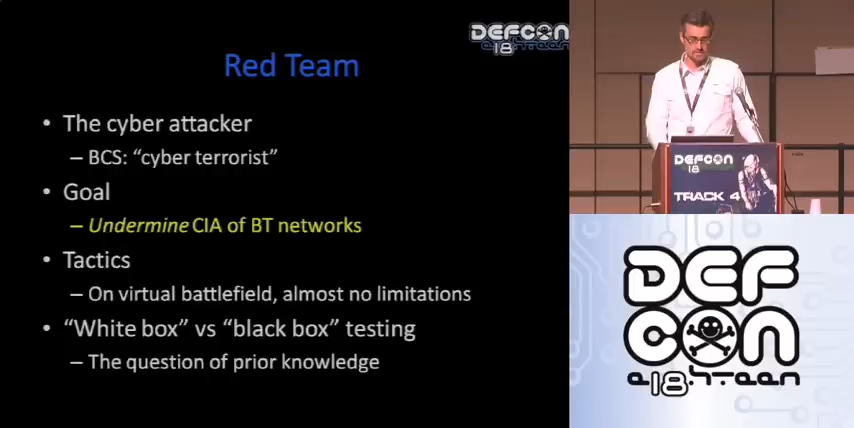 DEFCON
18
eighteen
Red Team
• The cyber attacker
– BCS: “cyber terrorist”
• Goal
– Undermine CIA of BT networks
• Tactics
– On virtual battlefield, almost no limitations
• “White box” vs “black box” testing
– The question of prior knowledge
DEFCON
18
TRACK 4
DEF
CON
e18hteen